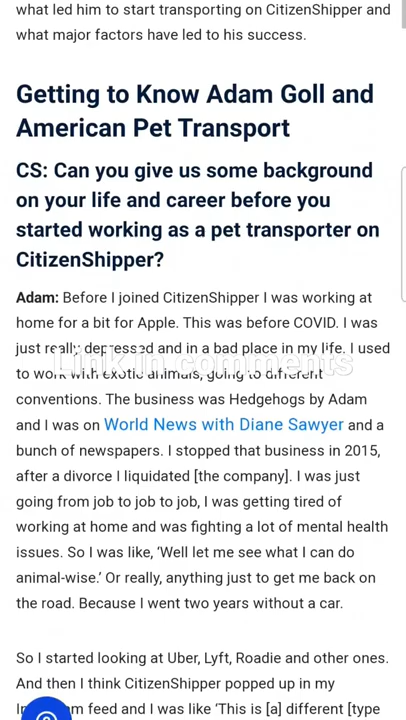 what led him to start transporting on CitizenShipper and
what major factors have led to his success.
Getting to Know Adam Goll and
American Pet Transport
CS: Can you give us some background
on your life and career before you
started working as a pet transporter on
CitizenShipper?
Adam: Before I joined CitizenShipper I was working at
home for a bit for Apple. This was before COVID. I was
just really depressed and in a bad place in my life. I used
Link in comments
to work with exotic animals, going to different
conventions. The business was Hedgehogs by Adam
and I was on World News with Diane Sawyer and a
bunch of newspapers. I stopped that business in 2015,
after a divorce I liquidated [the company]. I was just
going from job to job to job, I was getting tired of
working at home and was fighting a lot of mental health
issues. So I was like, ‘Well let me see what I can do
animal-wise.’ Or really, anything just to get me back on
the road. Because I went two years without a car.
So I started looking at Uber, Lyft, Roadie and other ones.
And then I think CitizenShipper popped up in my
feed and I was like ‘This is [a] different [type